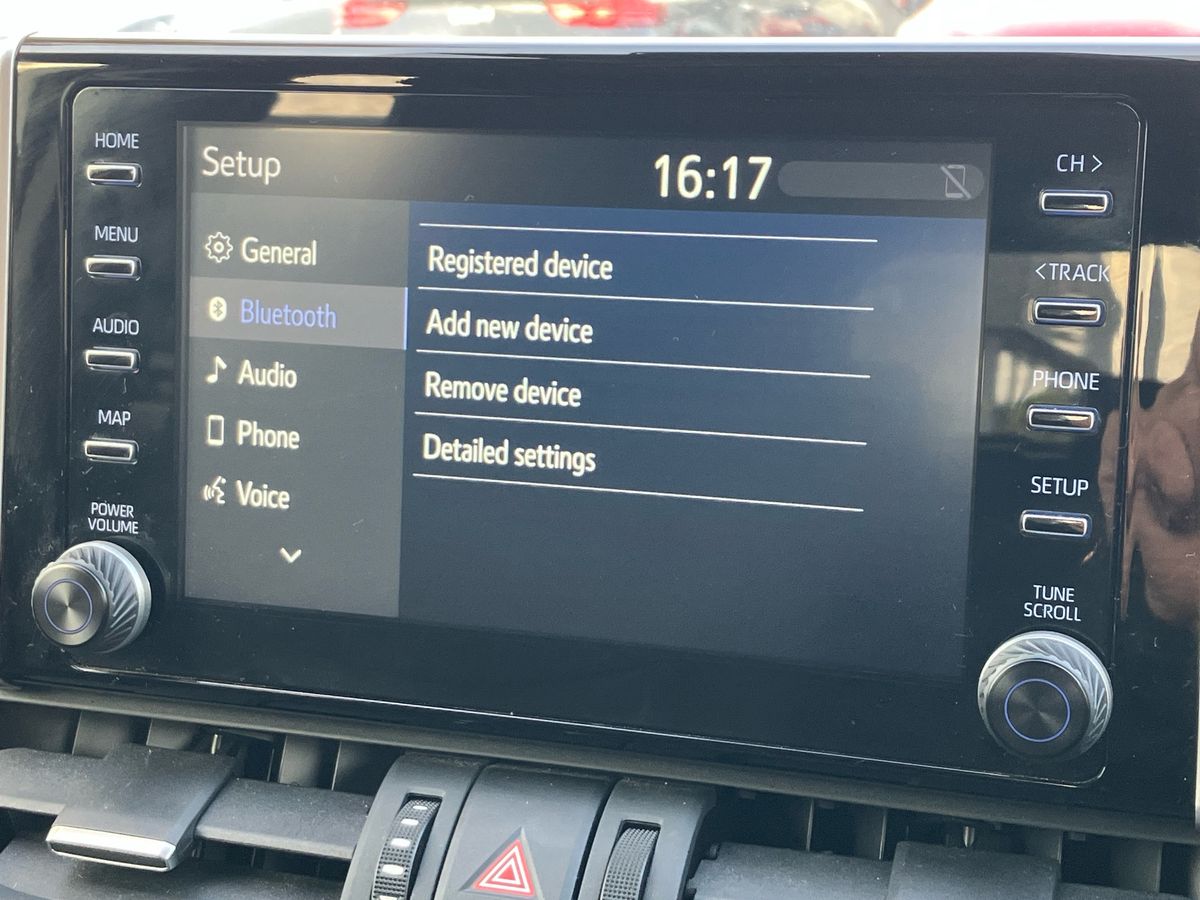 HOME
MENU
AUDIO
MAP
POWER
VOLUME
Setup
16:17
General
Bluetooth
Audio
Phone
Voice
Registered device
Add new device
Remove device
Detailed settings
CH >
<TRACK
PHONE
SETUP
TUNE
SCROLL